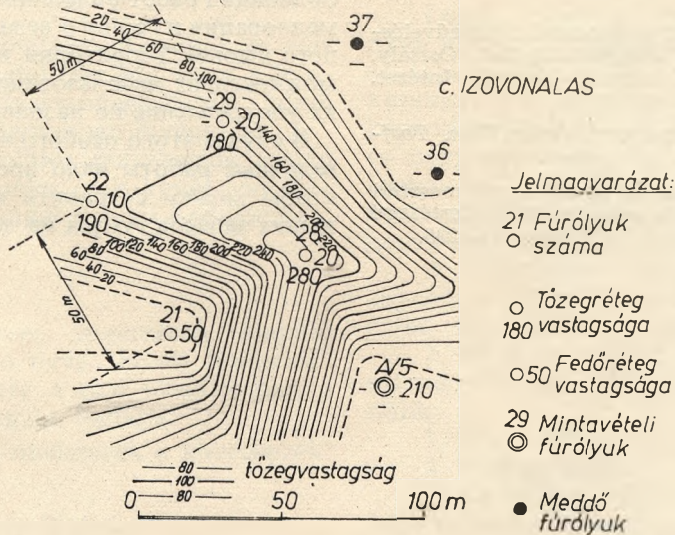 37
20
40
60
80
100
50 m
c. IZOVONALAS
29
20
180
140
160
180
36
22
10
190
200
220
28
20
280
60 80 100 120 140 160 180 200 220 240
40
20
50 m
21
50
A/5
210
80
100
80
tőzegvastagság
0 50 100 m
Jelmagyarázat:
21 Fúrólyuk
száma
Tőzegréteg
180 vastagsága
50 Fedőréteg
vastagsága
29 Mintavételi
fúrólyuk
Meddő
fúrólyuk